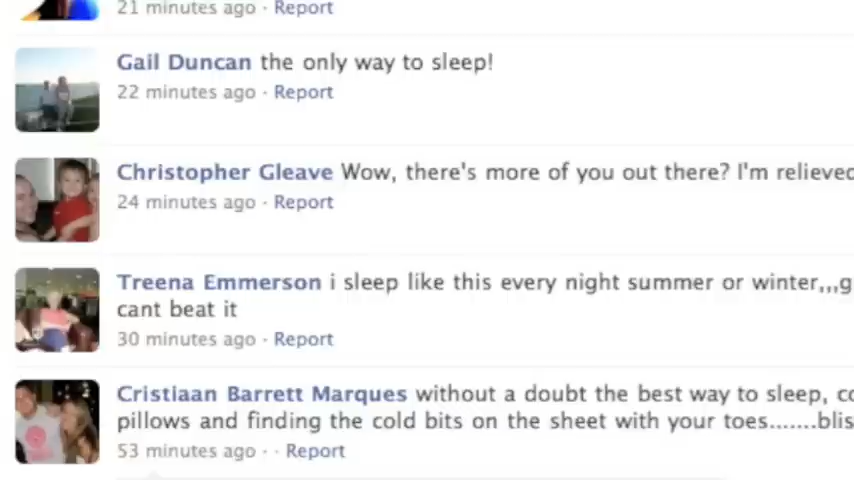 21 minutes ago · Report
Gail Duncan the only way to sleep!
22 minutes ago · Report
Christopher Gleave Wow, there's more of you out there? I'm relieved
24 minutes ago · Report
Treena Emmerson i sleep like this every night summer or winter,,,g
cant beat it
30 minutes ago · Report
Cristiaan Barrett Marques without a doubt the best way to sleep, co
pillows and finding the cold bits on the sheet with your toes.......blis
53 minutes ago · · Report